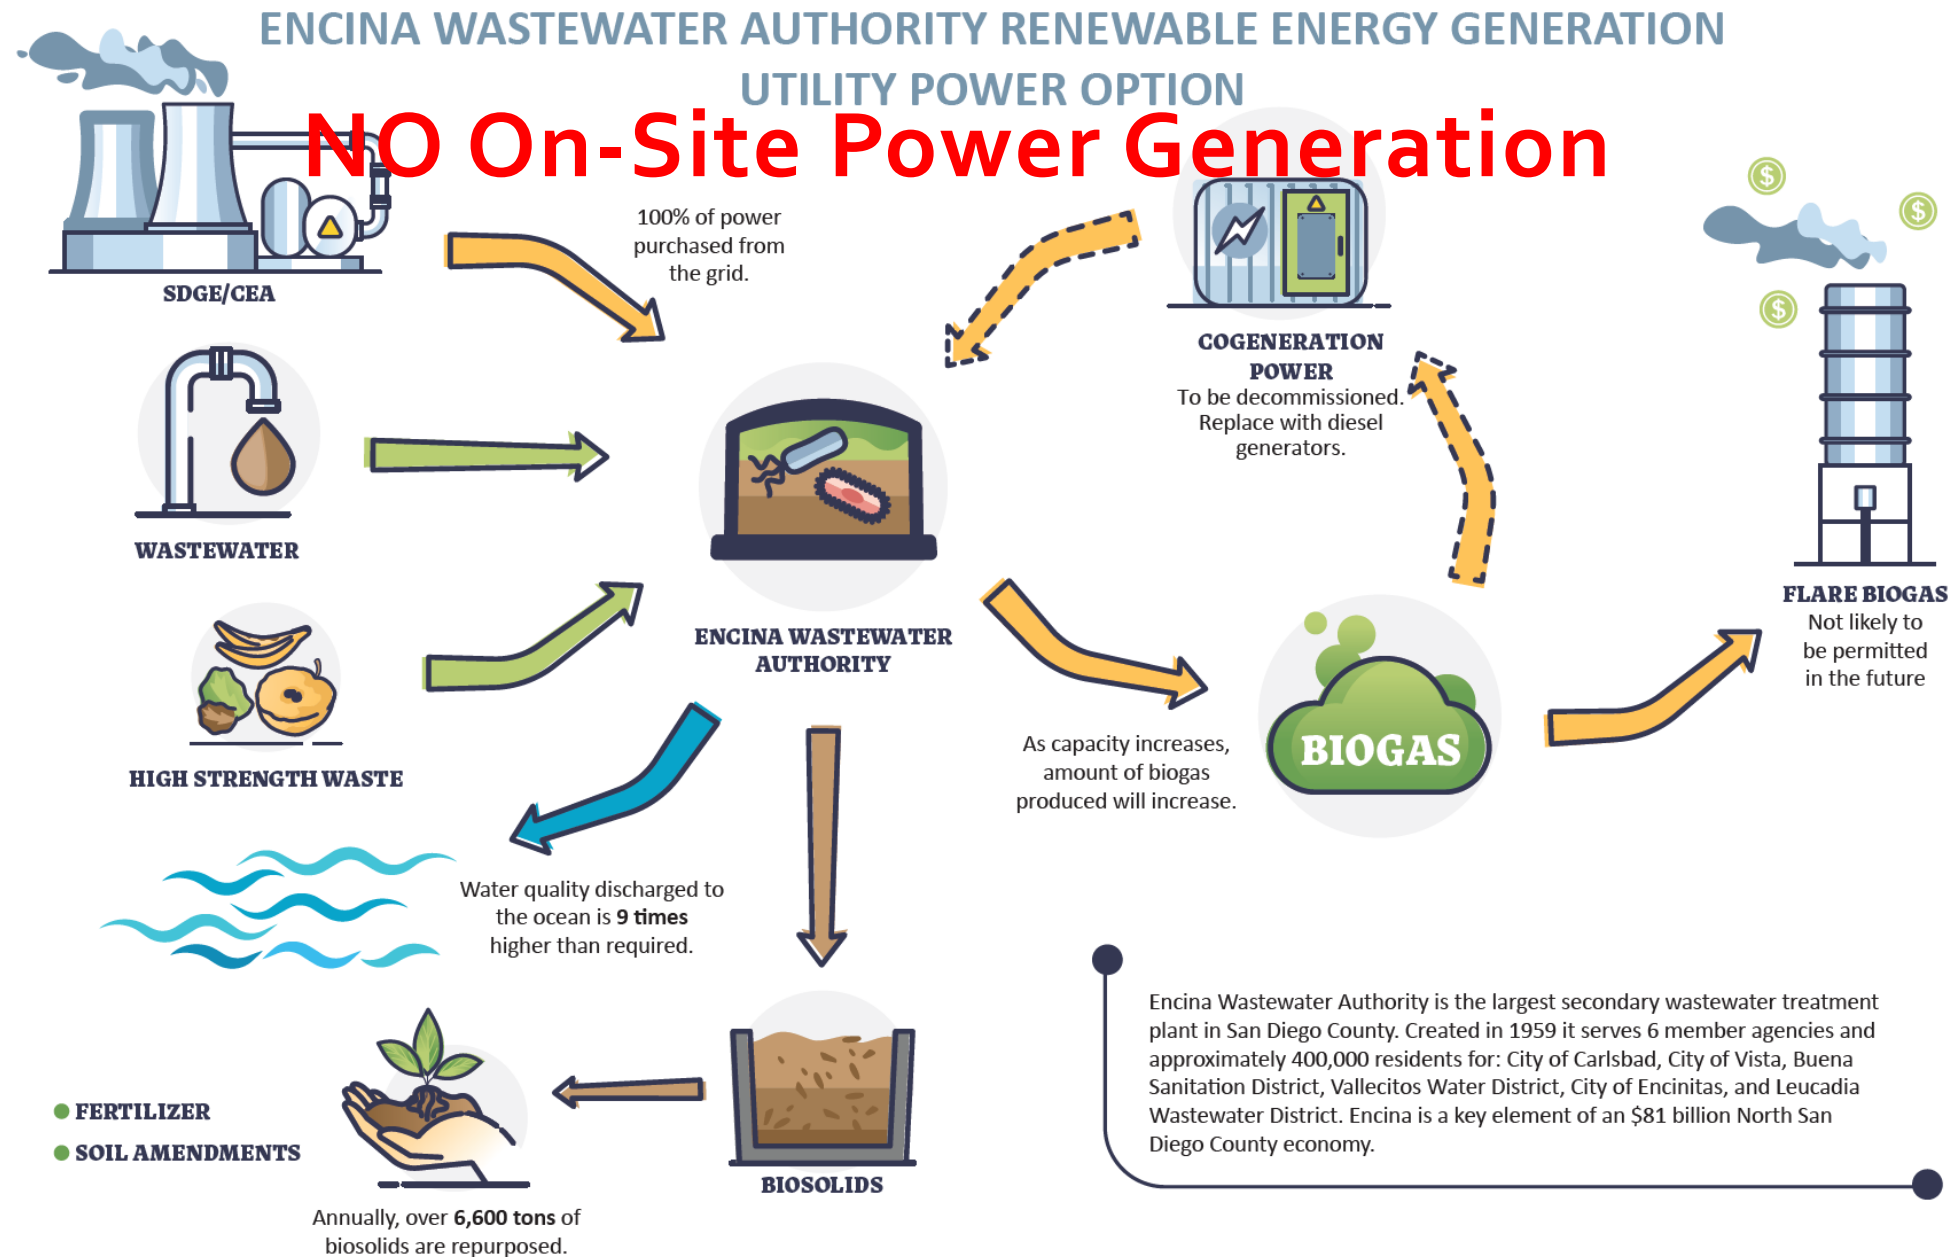 ENCINA WASTEWATER AUTHORITY RENEWABLE ENERGY GENERATION
UTILITY POWER OPTION
NO On-Site Power Generation
100% of power
purchased from
the grid.
SDGE/CEA
$
$
$
COGENERATION
POWER
To be decommissioned.
Replace with diesel
generators.
WASTEWATER
FLARE BIOGAS
Not likely to
be permitted
in the future
ENCINA WASTEWATER
AUTHORITY
HIGH STRENGTH WASTE
As capacity increases,
amount of biogas
produced will increase.
BIOGAS
Water quality discharged to
the ocean is 9 times
higher than required.
Encina Wastewater Authority is the largest secondary wastewater treatment
plant in San Diego County. Created in 1959 it serves 6 member agencies and
approximately 400,000 residents for: City of Carlsbad, City of Vista, Buena
Sanitation District, Vallecitos Water District, City of Encinitas, and Leucadia
Wastewater District. Encina is a key element of an $81 billion North San
Diego County economy.
FERTILIZER
SOIL AMENDMENTS
BIOSOLIDS
Annually, over 6,600 tons of
biosolids are repurposed.